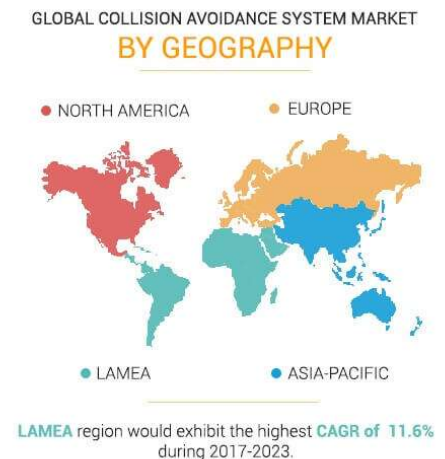 GLOBAL COLLISION AVOIDANCE SYSTEM MARKET
BY GEOGRAPHY
NORTH AMERICA
EUROPE
LAMEA
ASIA-PACIFIC
LAMEA region would exhibit the highest CAGR of 11.6%
during 2017-2023.